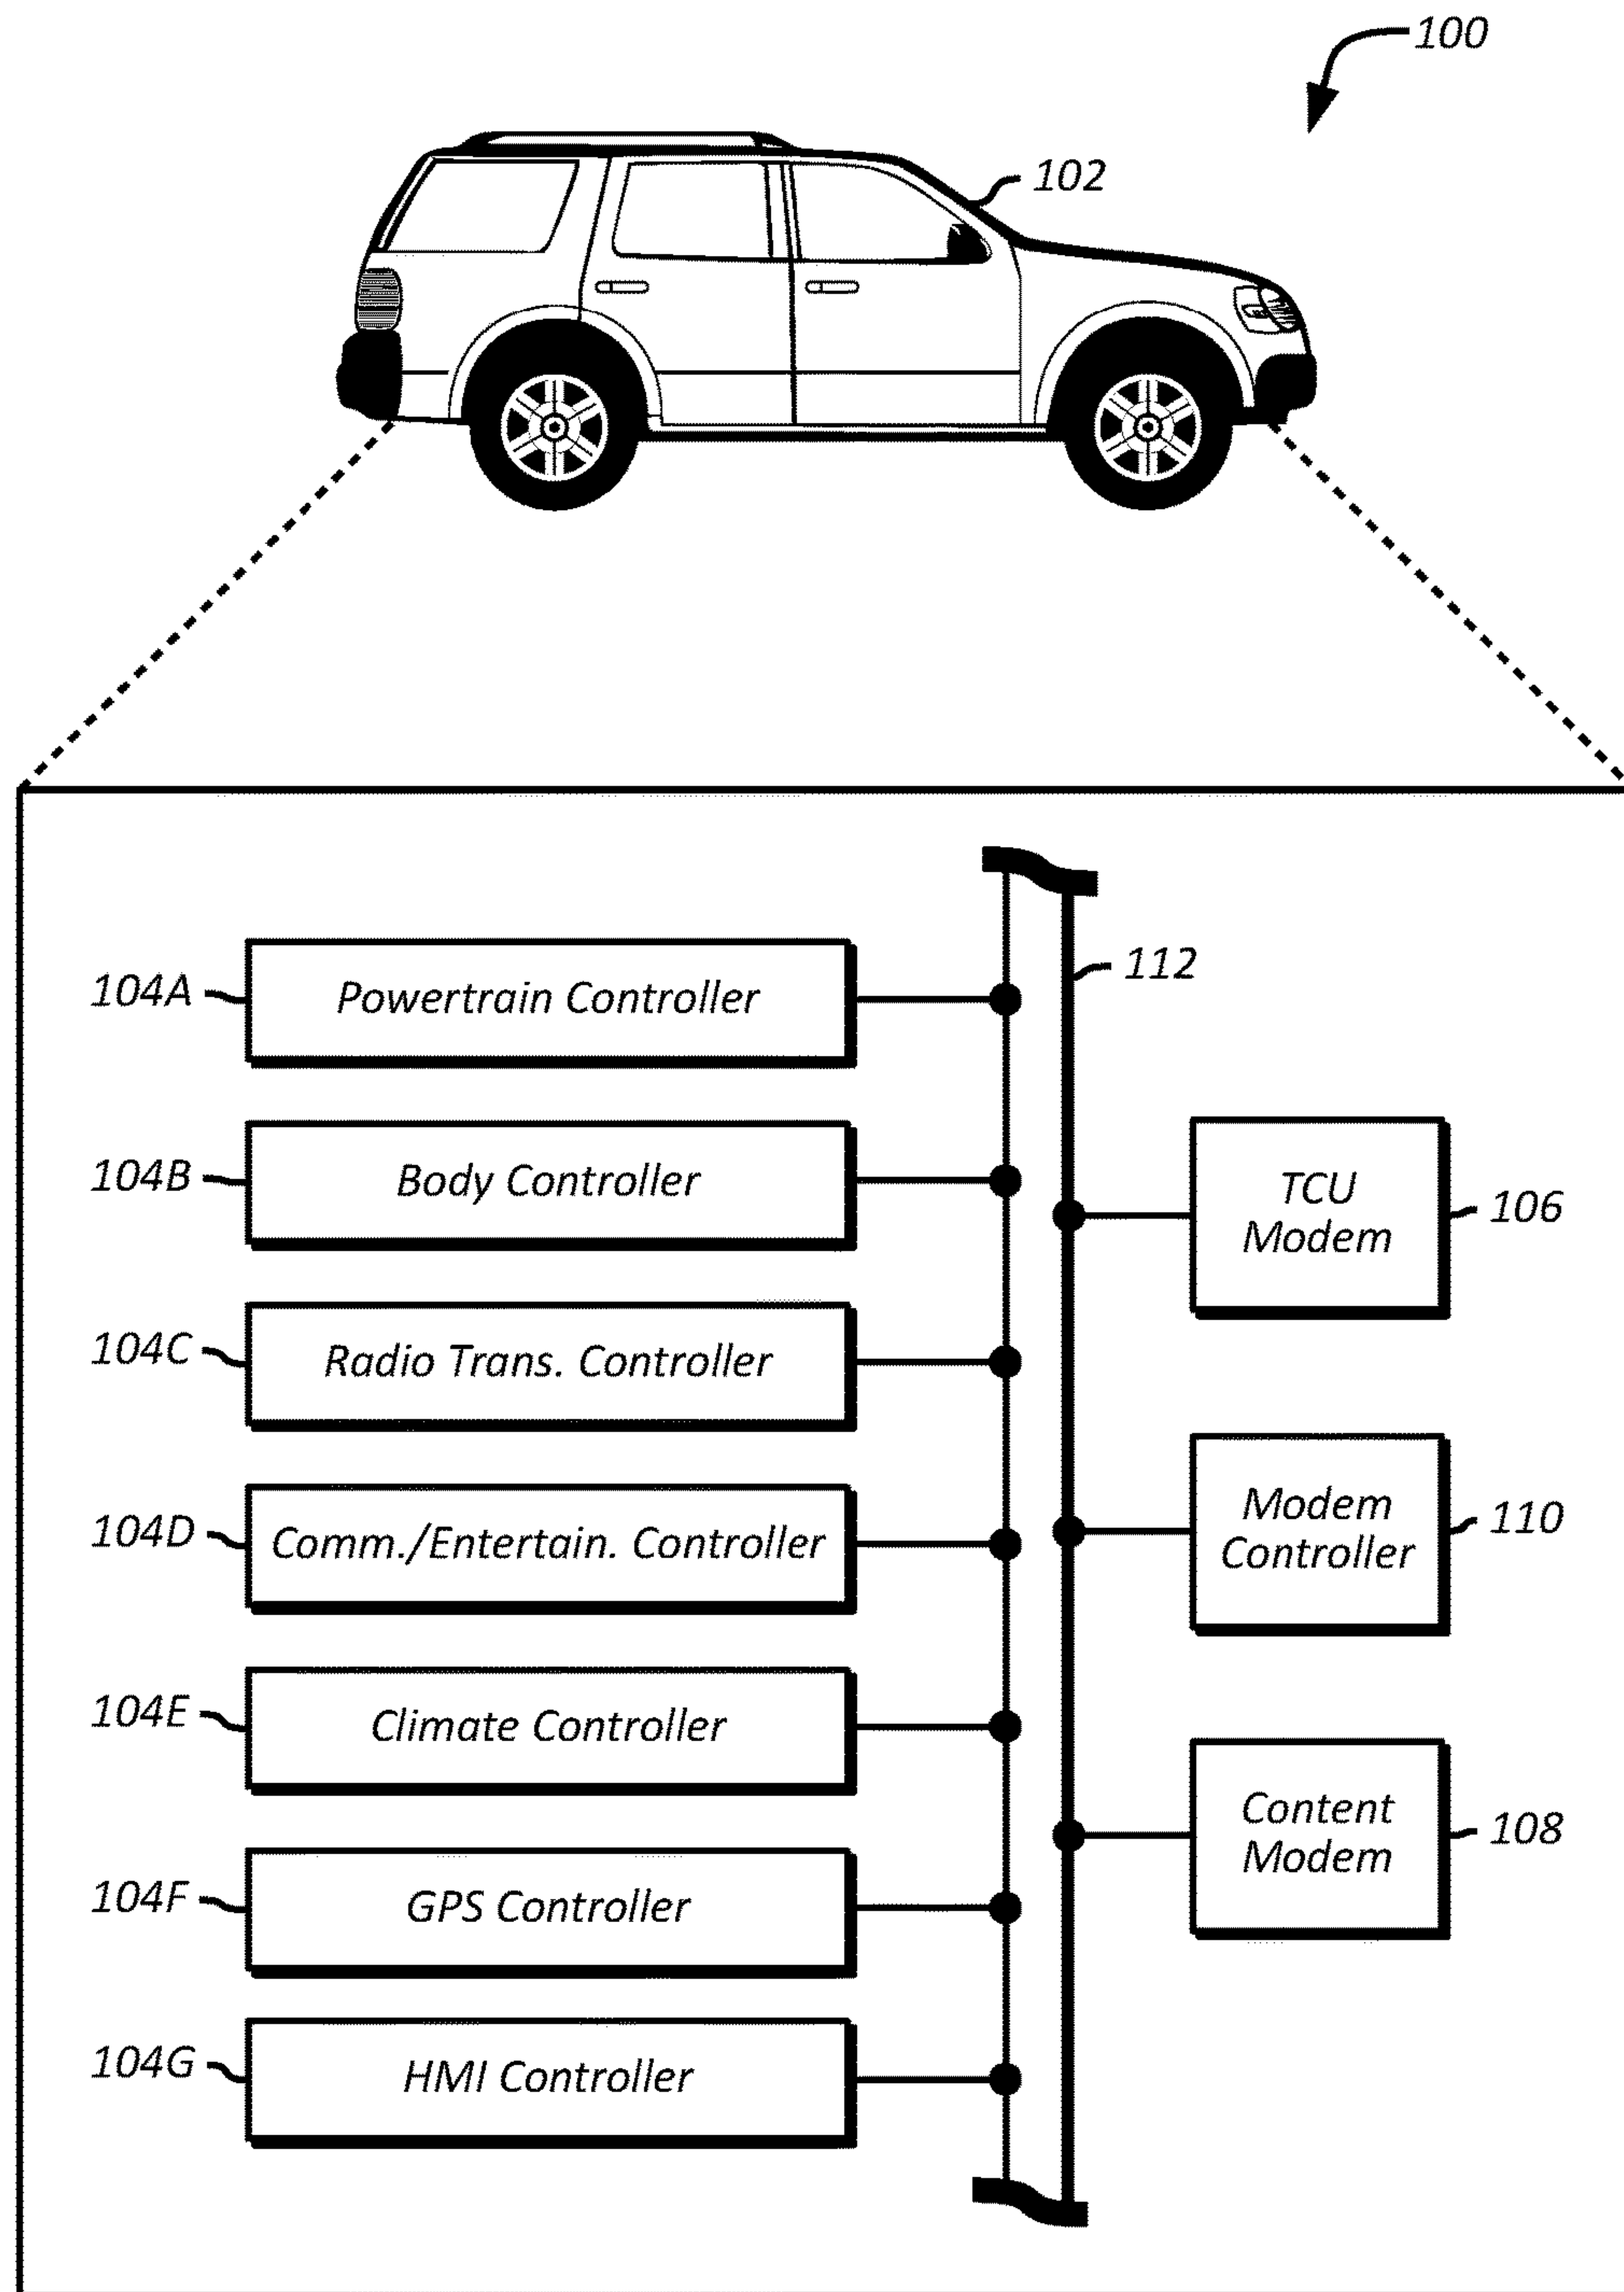 100
102
112
104A
Powertrain Controller
104B
Body Controller
104C
Radio Trans. Controller
104D
Comm./Entertain. Controller
104E
Climate Controller
104F
GPS Controller
104G
HMI Controller
TCU
Modem
106
Modem
Controller
110
Content
Modem
108